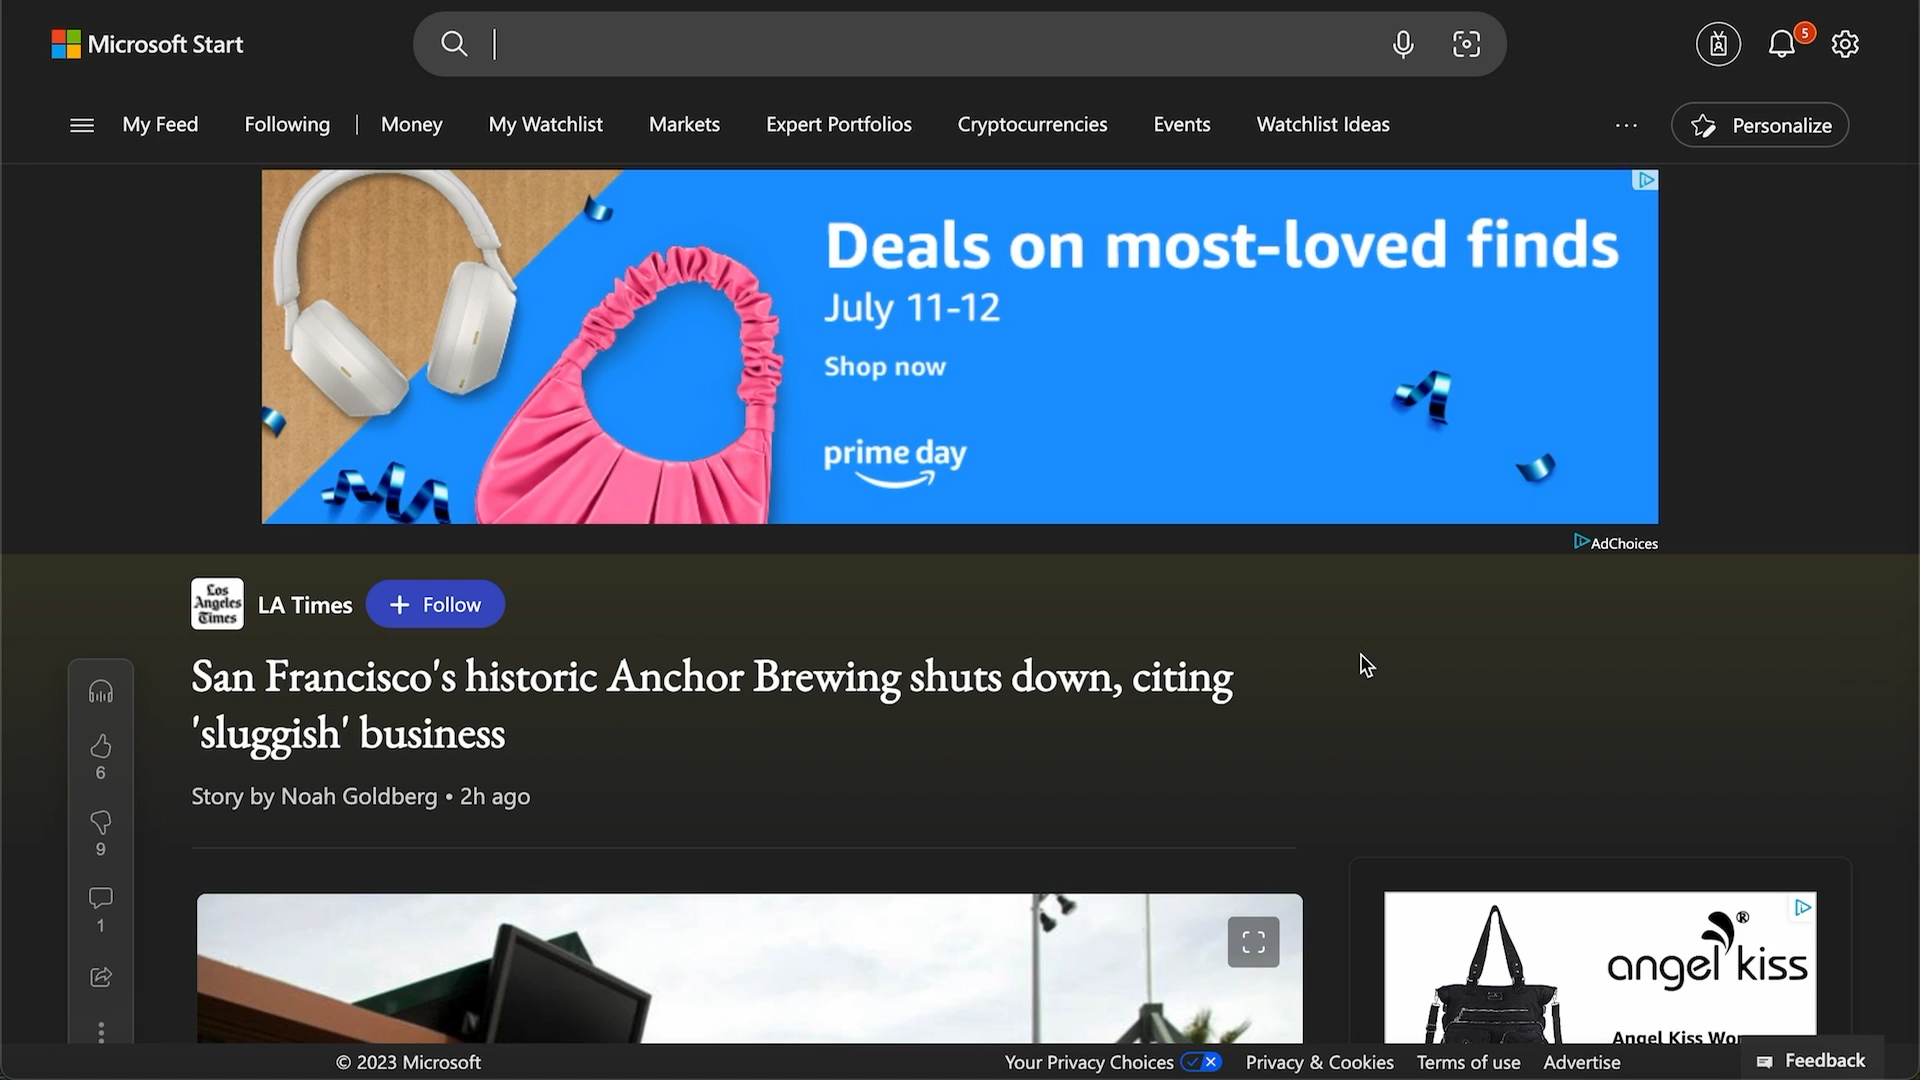 Microsoft Start
5
My Feed
Following
Money
My Watchlist
Markets
Expert Portfolios
Cryptocurrencies
Events
Watchlist Ideas
Personalize
Deals on most-loved finds
July 11-12
Shop now
prime day
AdChoices
Los
Angeles
Times
LA Times
Follow
San Francisco's historic Anchor Brewing shuts down, citing
'sluggish' business
Story by Noah Goldberg • 2h ago
6
9
1
angel kiss®
Angel Kiss
© 2023 Microsoft
Your Privacy Choices
Privacy & Cookies
Terms of use
Advertise
Feedback